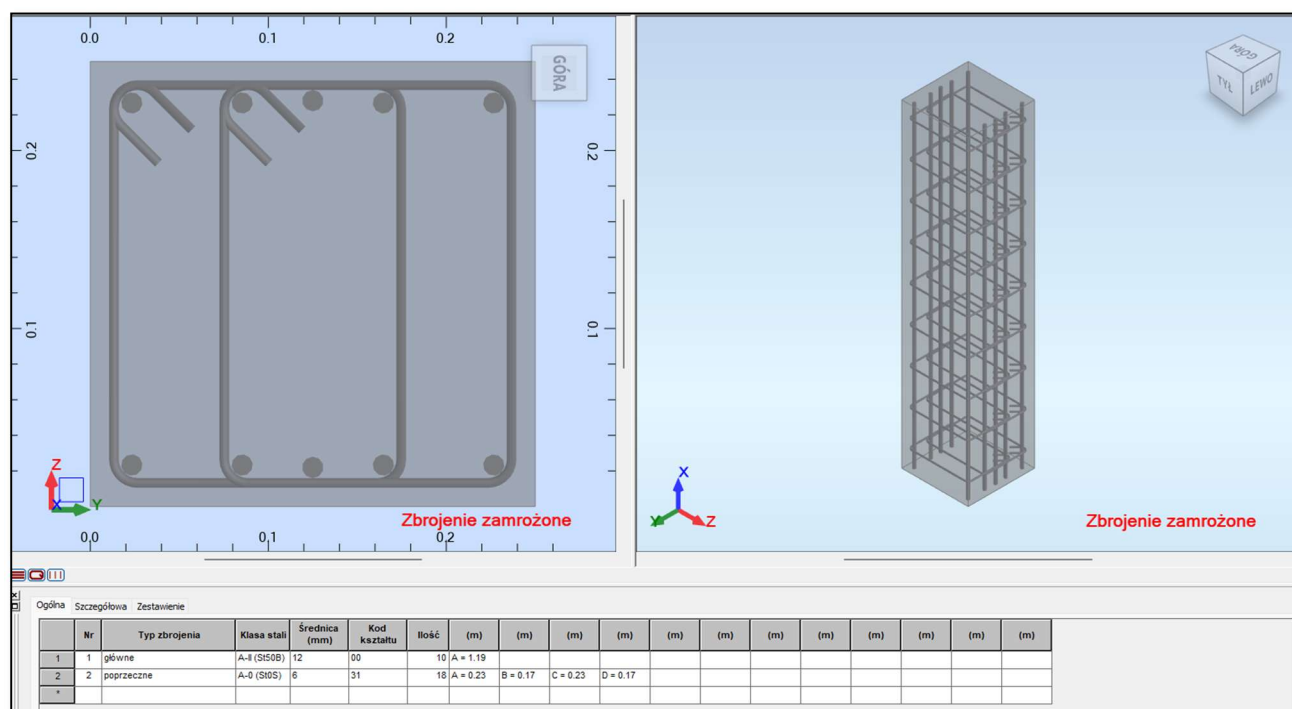 0.0 0.1 0.2
GÓRA
0.2 0.2
0.1 0.1
Z
X Y
Zbrojenie zamrożone
0,0 0,1 0,2
GÓRA
TYŁ LEWO
X
Y Z
Zbrojenie zamrożone
Ogólna Szczegółowa Zestawienie
Nr Typ zbrojenia Klasa stali Średnica (mm) Kod kształtu Ilość (m) (m) (m) (m) (m) (m) (m) (m) (m) (m) (m) (m)
1 1 główne A-II (St50B) 12 00 10 A = 1.19
2 2 poprzeczne A-0 (St0S) 6 31 18 A = 0.23 B = 0.17 C = 0.23 D = 0.17
*